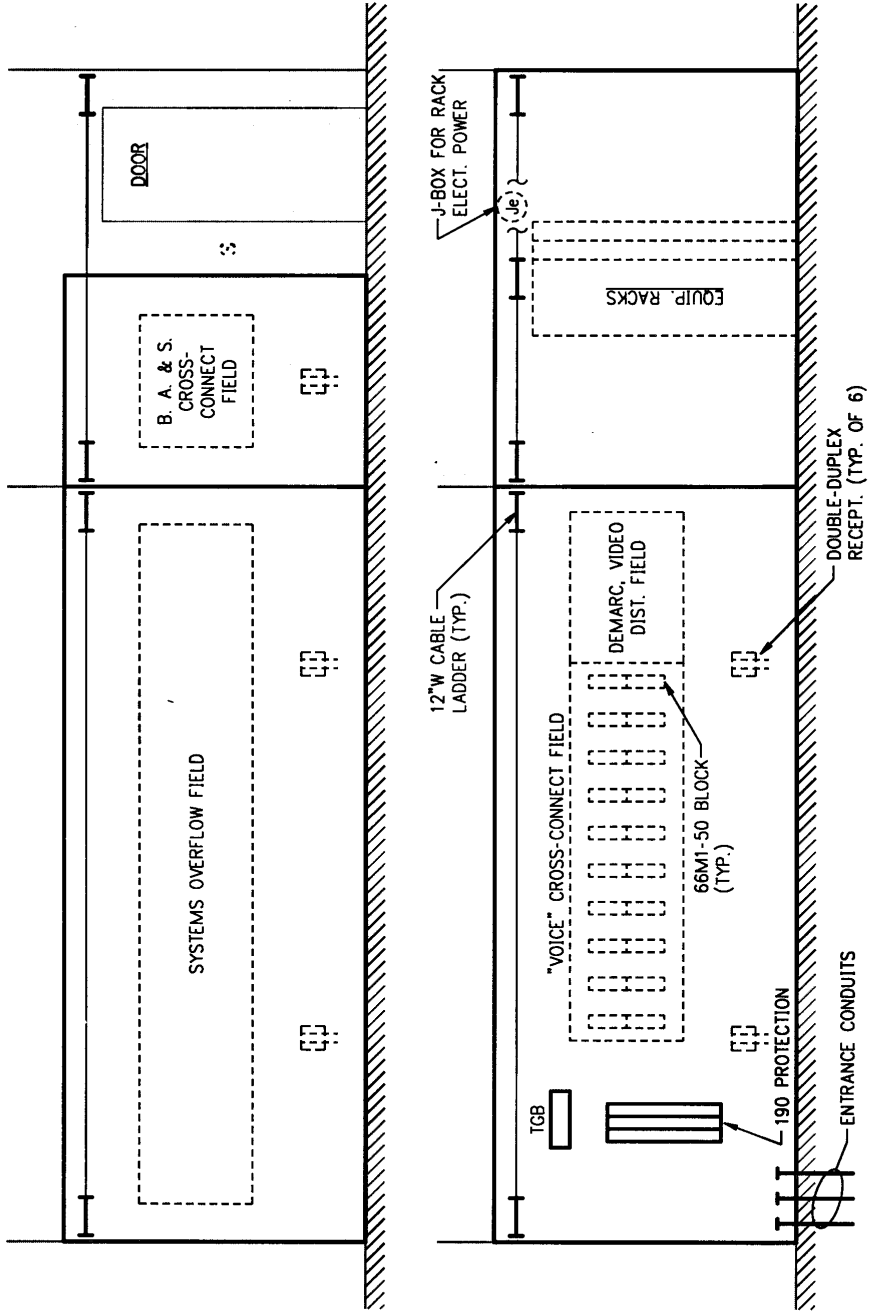 SYSTEMS OVERFLOW FIELD
B. A. & S.
CROSS-
CONNECT
FIELD
S
DOOR
12"W CABLE
LADDER (TYP.)
J-BOX FOR RACK
ELECT. POWER
Je
TGB
"VOICE" CROSS-CONNECT FIELD
DEMARC, VIDEO
DIST. FIELD
EQUIP. RACKS
66M1-50 BLOCK
(TYP.)
190 PROTECTION
ENTRANCE CONDUITS
DOUBLE-DUPLEX
RECEPT. (TYP. OF 6)